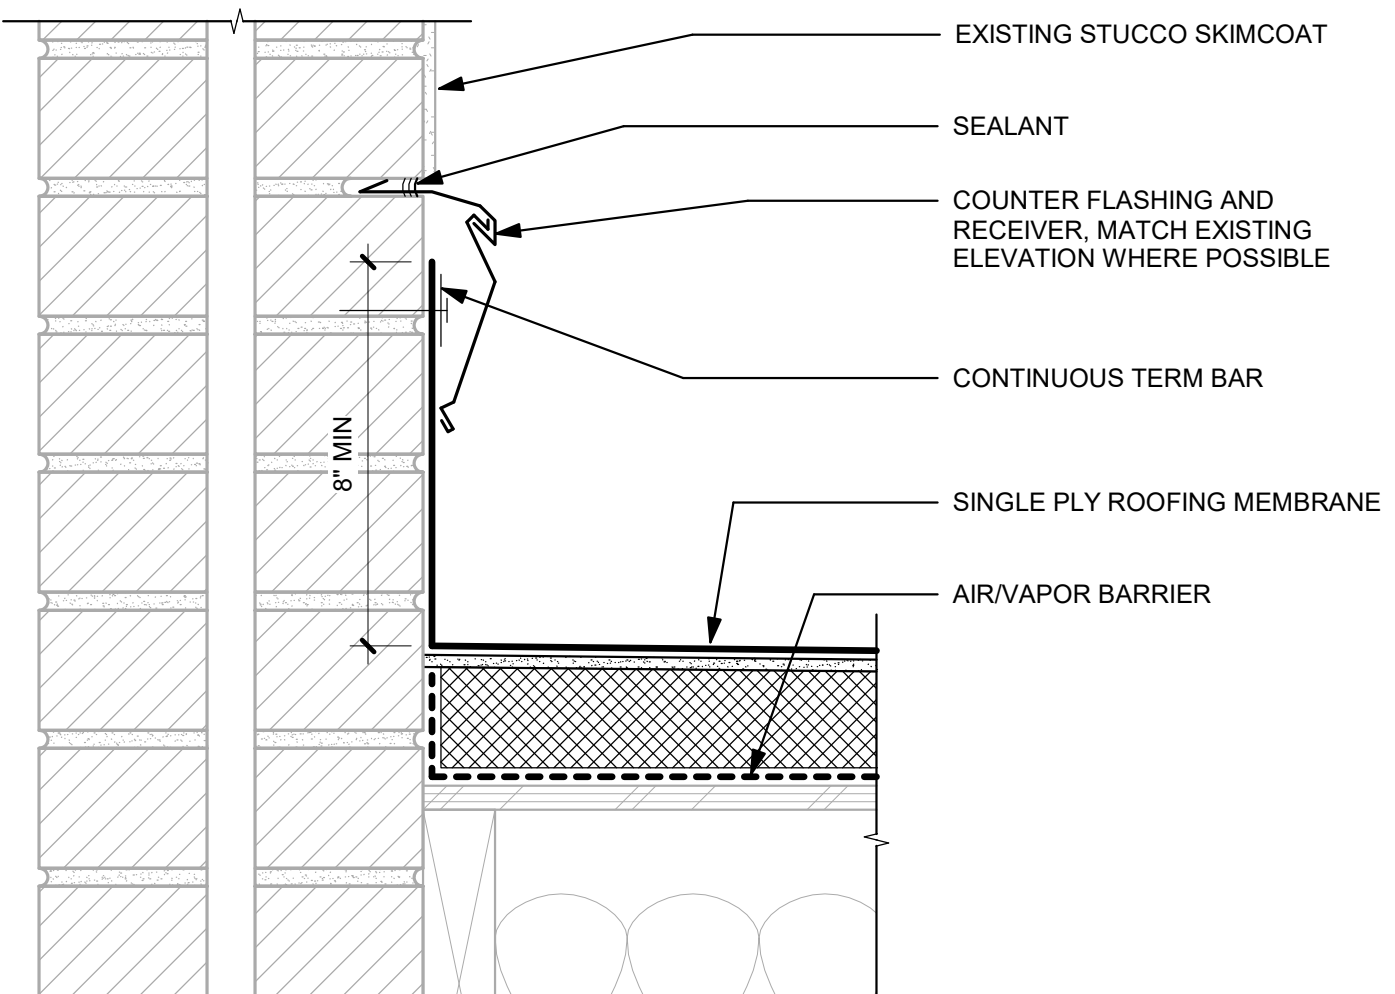 EXISTING STUCCO SKIMCOAT
SEALANT
COUNTER FLASHING AND
RECEIVER, MATCH EXISTING
ELEVATION WHERE POSSIBLE
CONTINUOUS TERM BAR
8" MIN
SINGLE PLY ROOFING MEMBRANE
AIR/VAPOR BARRIER